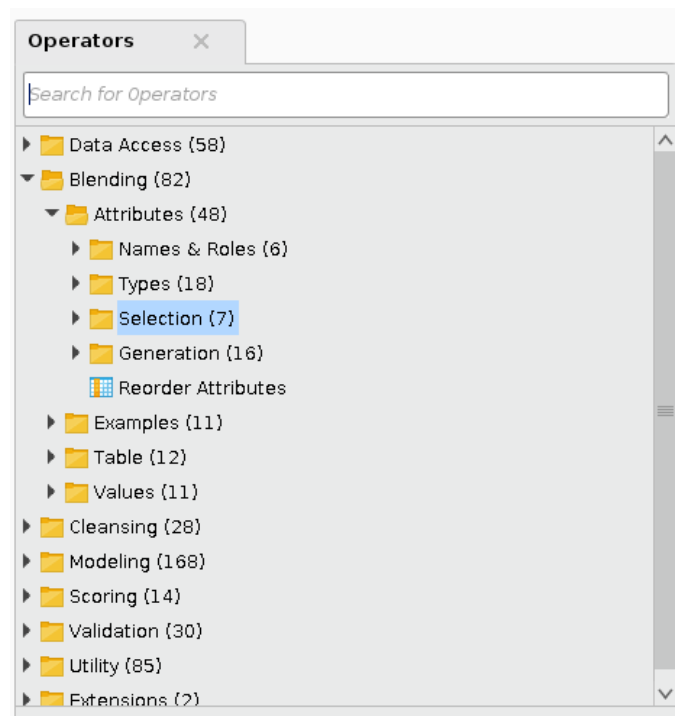 Operators
Search for Operators
Data Access (58)
Blending (82)
Attributes (48)
Names & Roles (6)
Types (18)
Selection (7)
Generation (16)
Reorder Attributes
Examples (11)
Table (12)
Values (11)
Cleansing (28)
Modeling (168)
Scoring (14)
Validation (30)
Utility (85)
Extensions (2)